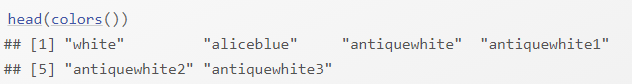 head(colors())
## [1] "white"         "aliceblue"     "antiquewhite"  "antiquewhite1"
## [5] "antiquewhite2" "antiquewhite3"